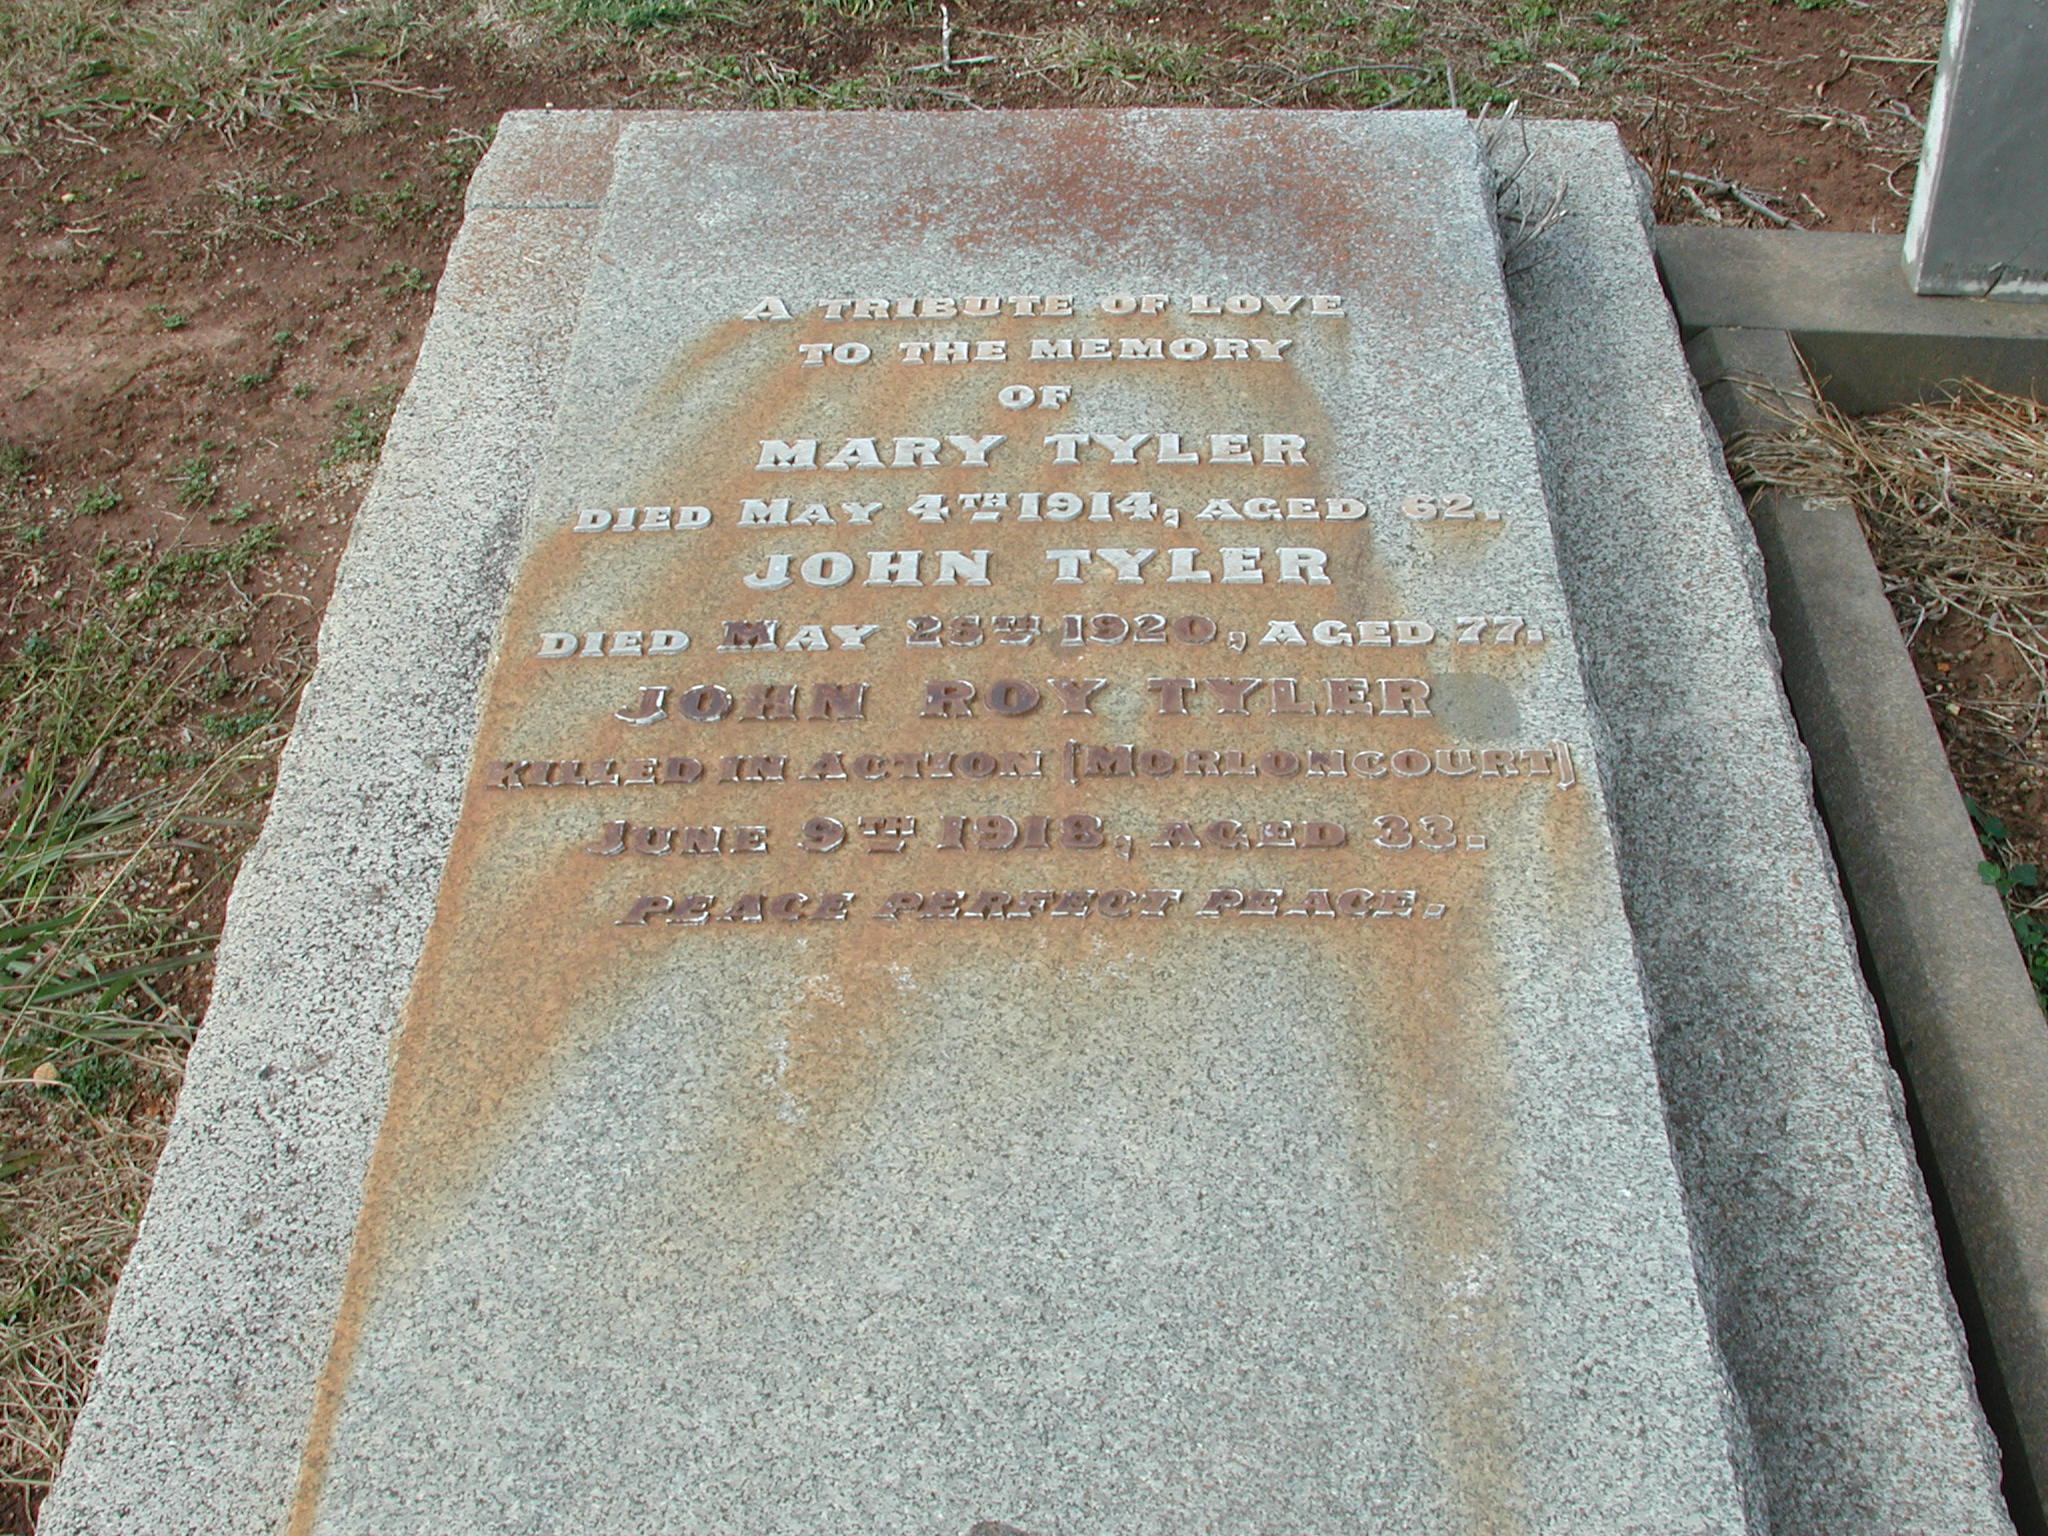 A TRIBUTE OF LOVE
TO THE MEMORY
OF
MARY TYLER
DIED MAY 4TH 1914, AGED 62.
JOHN TYLER
DIED MAY 28TH 1920, AGED 77.
JOHN ROY TYLER
KILLED IN ACTION (MORLONCOURT)
JUNE 9TH 1918, AGED 33.
PEACE PERFECT PEACE.